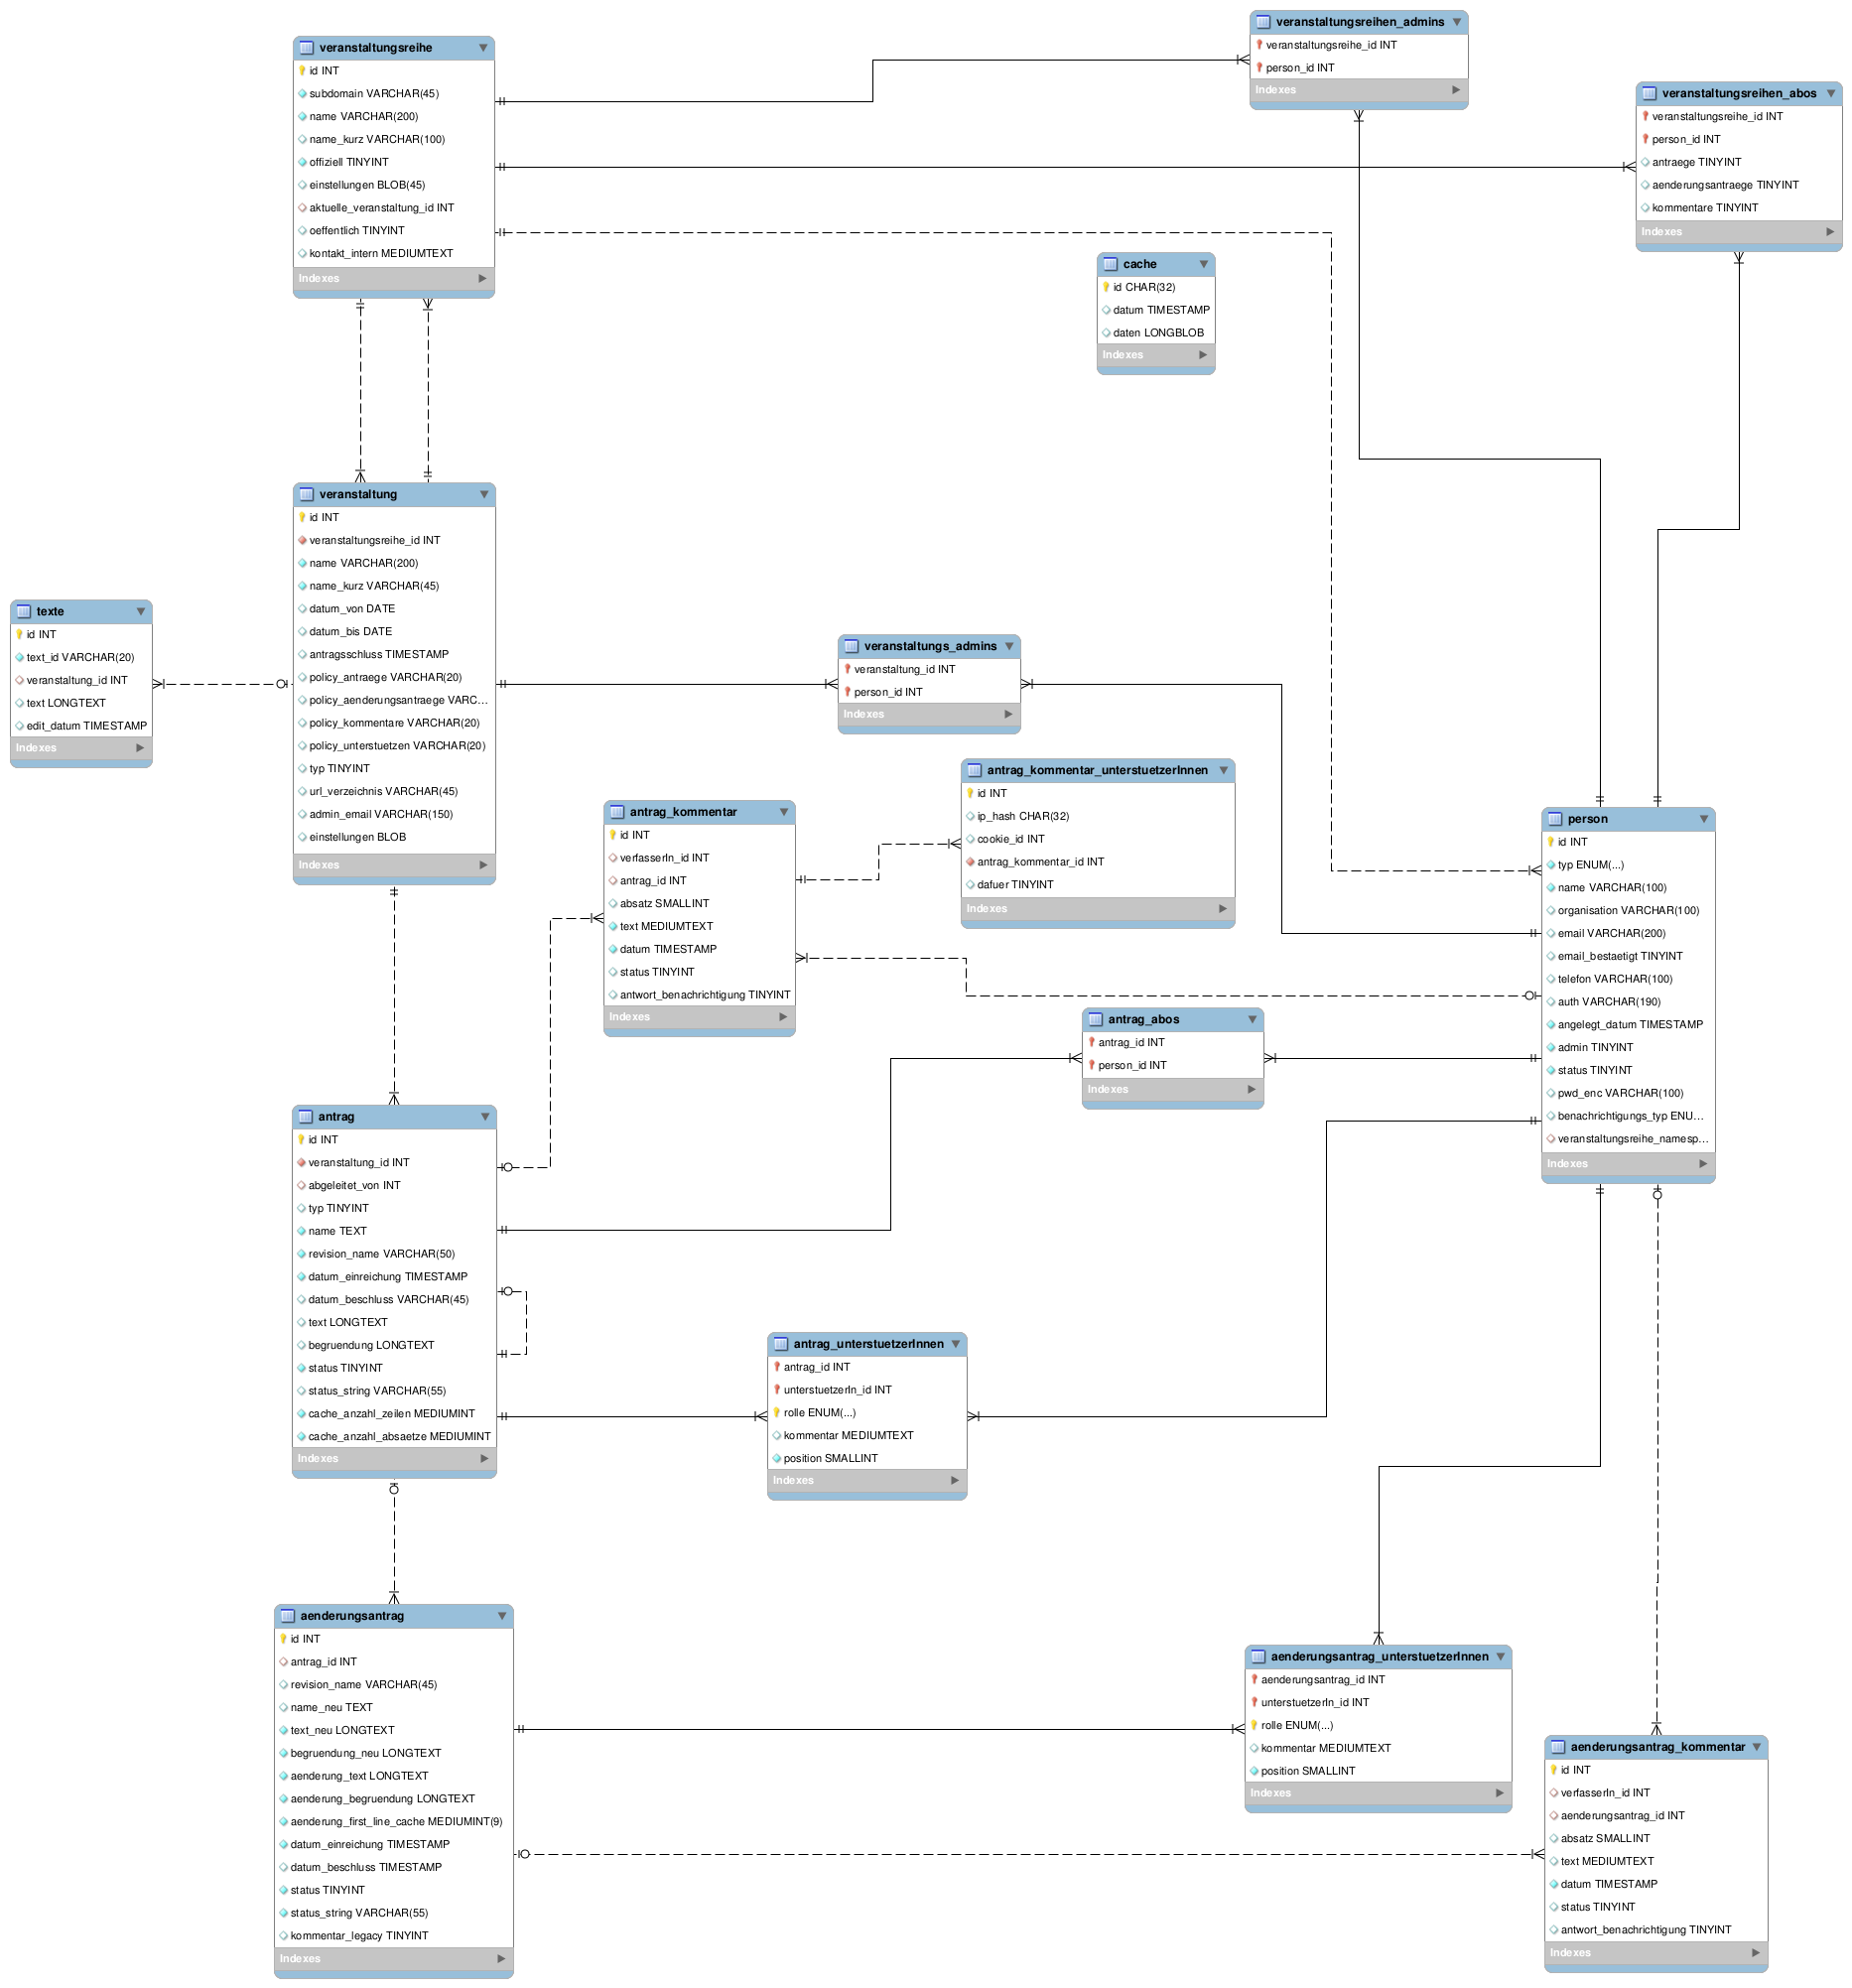 veranstaltungsreihe
id INT
subdomain VARCHAR(45)
name VARCHAR(200)
name_kurz VARCHAR(100)
offiziell TINYINT
einstellungen BLOB(45)
aktuelle_veranstaltung_id INT
oeffentlich TINYINT
kontakt_intern MEDIUMTEXT
Indexes
veranstaltungsreihen_admins
veranstaltungsreihe_id INT
person_id INT
Indexes
veranstaltungsreihen_abos
veranstaltungsreihe_id INT
person_id INT
antraege TINYINT
aenderungsantraege TINYINT
kommentare TINYINT
Indexes
cache
id CHAR(32)
datum TIMESTAMP
daten LONGBLOB
Indexes
veranstaltung
id INT
veranstaltungsreihe_id INT
name VARCHAR(200)
name_kurz VARCHAR(45)
datum_von DATE
datum_bis DATE
antragsschluss TIMESTAMP
policy_antraege VARCHAR(20)
policy_aenderungsantraege VARC...
policy_kommentare VARCHAR(20)
policy_unterstuetzen VARCHAR(20)
typ TINYINT
url_verzeichnis VARCHAR(45)
admin_email VARCHAR(150)
einstellungen BLOB
Indexes
texte
id INT
text_id VARCHAR(20)
veranstaltung_id INT
text LONGTEXT
edit_datum TIMESTAMP
Indexes
veranstaltungs_admins
veranstaltung_id INT
person_id INT
Indexes
antrag_kommentar_unterstuetzerInnen
id INT
ip_hash CHAR(32)
cookie_id INT
antrag_kommentar_id INT
dafuer TINYINT
Indexes
antrag_kommentar
id INT
verfasserIn_id INT
antrag_id INT
absatz SMALLINT
text MEDIUMTEXT
datum TIMESTAMP
status TINYINT
antwort_benachrichtigung TINYINT
Indexes
person
id INT
typ ENUM(...)
name VARCHAR(100)
organisation VARCHAR(100)
email VARCHAR(200)
email_bestaetigt TINYINT
telefon VARCHAR(100)
auth VARCHAR(190)
angelegt_datum TIMESTAMP
admin TINYINT
status TINYINT
pwd_enc VARCHAR(100)
benachrichtigungs_typ ENU...
veranstaltungsreihe_namesp...
Indexes
antrag_abos
antrag_id INT
person_id INT
Indexes
antrag
id INT
veranstaltung_id INT
abgeleitet_von INT
typ TINYINT
name TEXT
revision_name VARCHAR(50)
datum_einreichung TIMESTAMP
datum_beschluss VARCHAR(45)
text LONGTEXT
begruendung LONGTEXT
status TINYINT
status_string VARCHAR(55)
cache_anzahl_zeilen MEDIUMINT
cache_anzahl_absaetze MEDIUMINT
Indexes
antrag_unterstuetzerInnen
antrag_id INT
unterstuetzerIn_id INT
rolle ENUM(...)
kommentar MEDIUMTEXT
position SMALLINT
Indexes
aenderungsantrag
id INT
antrag_id INT
revision_name VARCHAR(45)
name_neu TEXT
text_neu LONGTEXT
begruendung_neu LONGTEXT
aenderung_text LONGTEXT
aenderung_begruendung LONGTEXT
aenderung_first_line_cache MEDIUMINT(9)
datum_einreichung TIMESTAMP
datum_beschluss TIMESTAMP
status TINYINT
status_string VARCHAR(55)
kommentar_legacy TINYINT
Indexes
aenderungsantrag_unterstuetzerInnen
aenderungsantrag_id INT
unterstuetzerIn_id INT
rolle ENUM(...)
kommentar MEDIUMTEXT
position SMALLINT
Indexes
aenderungsantrag_kommentar
id INT
verfasserIn_id INT
aenderungsantrag_id INT
absatz SMALLINT
text MEDIUMTEXT
datum TIMESTAMP
status TINYINT
antwort_benachrichtigung TINYINT
Indexes